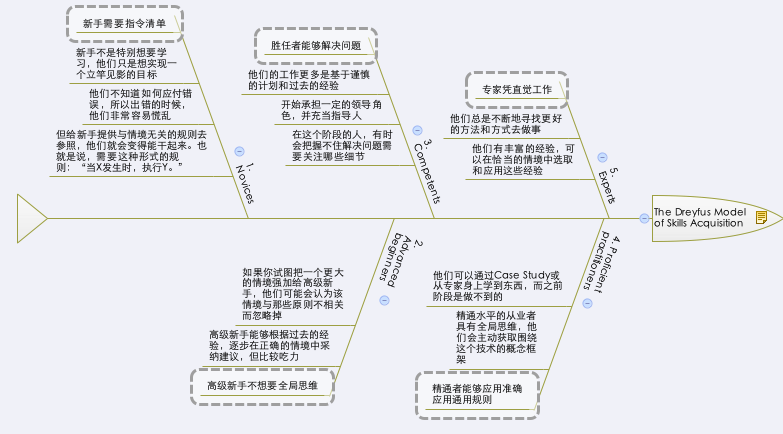 新手需要指令清单
新手不是特别想要学
习，他们只是想实现一
个立竿见影的目标
他们不知道如何应付错
误，所以出错的时候，
他们非常容易慌乱
但给新手提供与情境无关的规则去
参照，他们就会变得能干起来。也
就是说，需要这种形式的规
则：“当X发生时，执行Y。”
1.
Novices
胜任者能够解决问题
他们的工作更多是基于谨慎
的计划和过去的经验
开始承担一定的领导角
色，并充当指导人
在这个阶段的人，有时
会把握不住解决问题需
要关注哪些细节
3.
Competents
专家凭直觉工作
他们总是不断地寻找更好
的方法和方式去做事
他们有丰富的经验，可
以在恰当的情境中选取
和应用这些经验
5.
Experts
The Dreyfus Model
of Skills Acquisition
2.
Advanced
beginners
如果你试图把一个更大
的情境强加给高级新
手，他们可能会认为该
情境与那些原则不相关
而忽略掉
高级新手能够根据过去的经
验，逐步在正确的情境中采
纳建议，但比较吃力
高级新手不想要全局思维
4. Proficient
practitioners
他们可以通过Case Study或
从专家身上学到东西，而之前
阶段是做不到的
精通水平的从业者
具有全局思维，他
们会主动获取围绕
这个技术的概念框
架
精通者能够应用准确
应用通用规则